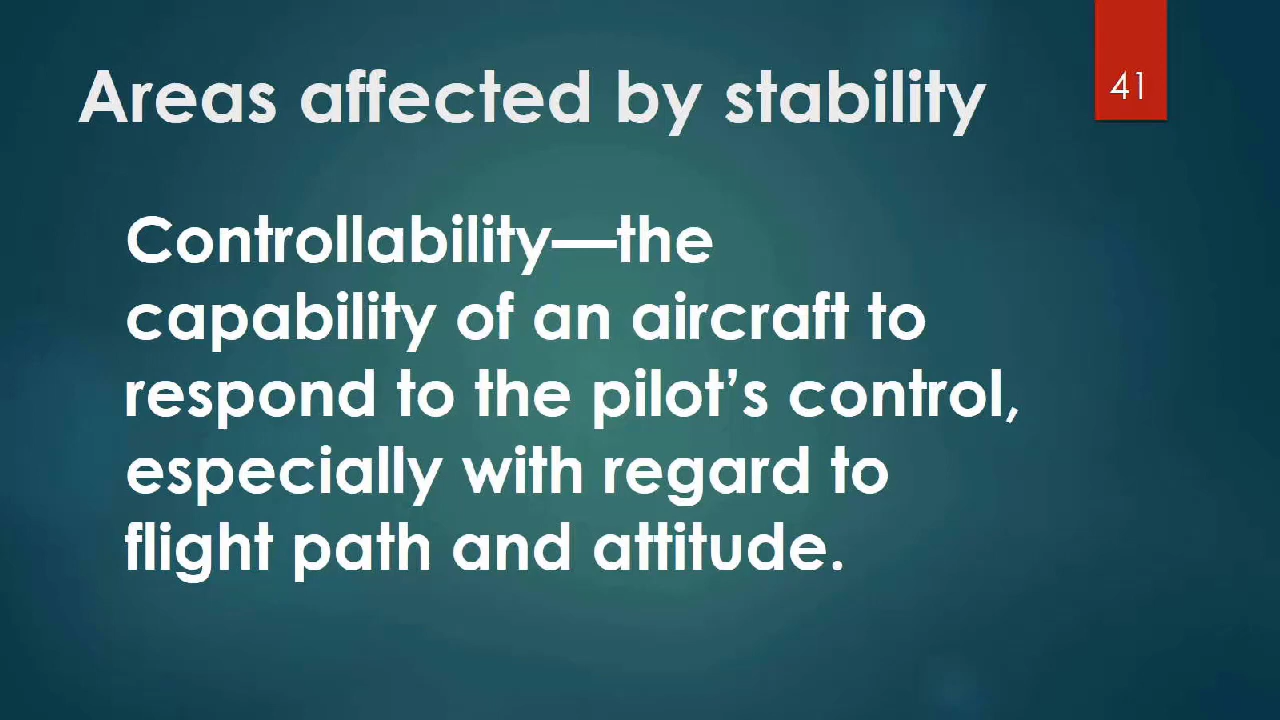 Areas affected by stability
41
Controllability—the
capability of an aircraft to
respond to the pilot’s control,
especially with regard to
flight path and attitude.